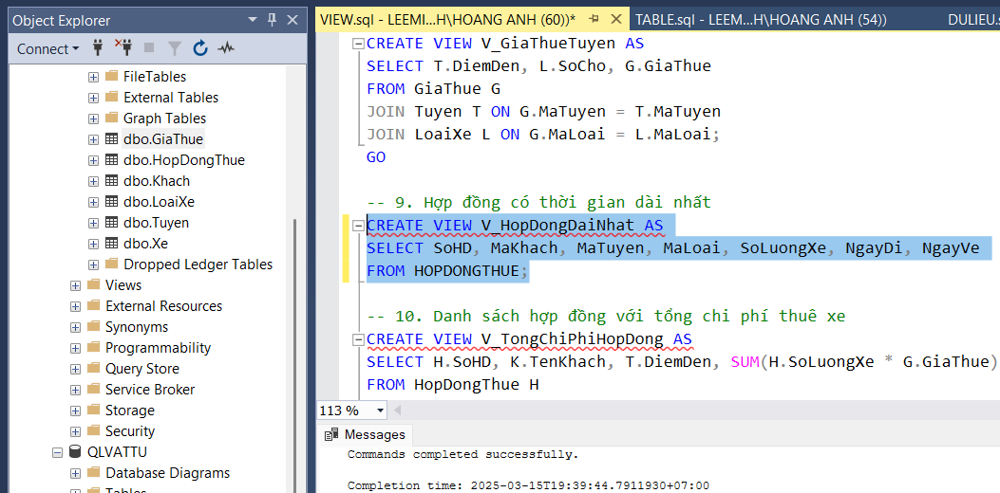 Object Explorer
Connect
FileTables
External Tables
Graph Tables
dbo.GiaThue
dbo.HopDongThue
dbo.Khach
dbo.LoaiXe
dbo.Tuyen
dbo.Xe
Dropped Ledger Tables
Views
External Resources
Synonyms
Programmability
Query Store
Service Broker
Storage
Security
QLVATTU
Database Diagrams
Tables
VIEW.sql - LEEMI...H\HOANG ANH (60))*
TABLE.sql - LEEM...H\HOANG ANH (54))
DULIEU.s
CREATE VIEW V_GiaThueTuyen AS
SELECT T.DiemDen, L.SoCho, G.GiaThue
FROM GiaThue G
JOIN Tuyen T ON G.MaTuyen = T.MaTuyen
JOIN LoaiXe L ON G.MaLoai = L.MaLoai;
GO
-- 9. Hợp đồng có thời gian dài nhất
CREATE VIEW V_HopDongDaiNhat AS
SELECT SoHD, MaKhach, MaTuyen, MaLoai, SoLuongXe, NgayDi, NgayVe
FROM HOPDONGTHUE;
-- 10. Danh sách hợp đồng với tổng chi phí thuê xe
CREATE VIEW V_TongChiPhiHopDong AS
SELECT H.SoHD, K.TenKhach, T.DiemDen, SUM(H.SoLuongXe * G.GiaThue)
FROM HopDongThue H
113 %
Messages
Commands completed successfully.
Completion time: 2025-03-15T19:39:44.7911930+07:00